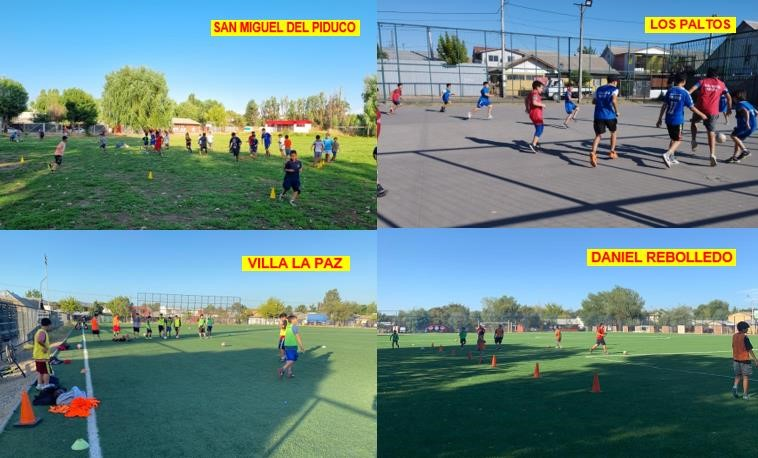 SAN MIGUEL DEL PIDUCO
LOS PALTOS
VILLA LA PAZ
DANIEL REBOLLEDO